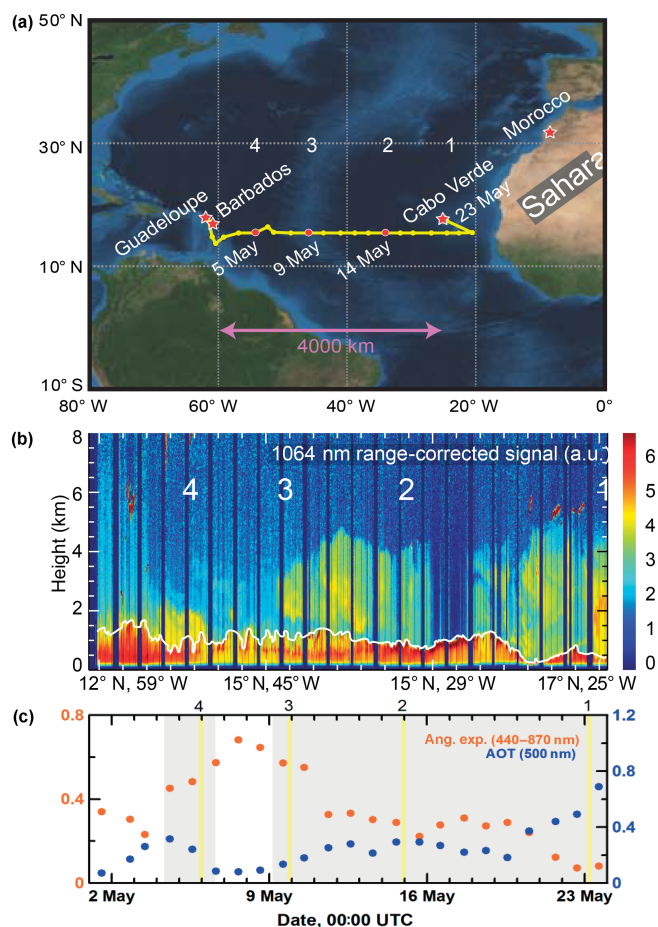 (a)
50° N
30° N
10° N
10° S
80° W
60° W
40° W
20° W
0°
4
3
2
1
Morocco
Sahara
Guadeloupe
Barbados
Cabo Verde
23 May
5 May
9 May
14 May
4000 km
(b)
1064 nm range-corrected signal (a.u.)
4
3
2
1
Height (km)
8
6
4
2
0
6
5
4
3
2
1
0
12° N, 59° W
15° N, 45° W
15° N, 29° W
17° N, 25° W
(c)
4
3
2
1
0.8
0.4
0
1.2
0.8
0.4
0
Ang. exp. (440–870 nm)
AOT (500 nm)
2 May
9 May
16 May
23 May
Date, 00:00 UTC